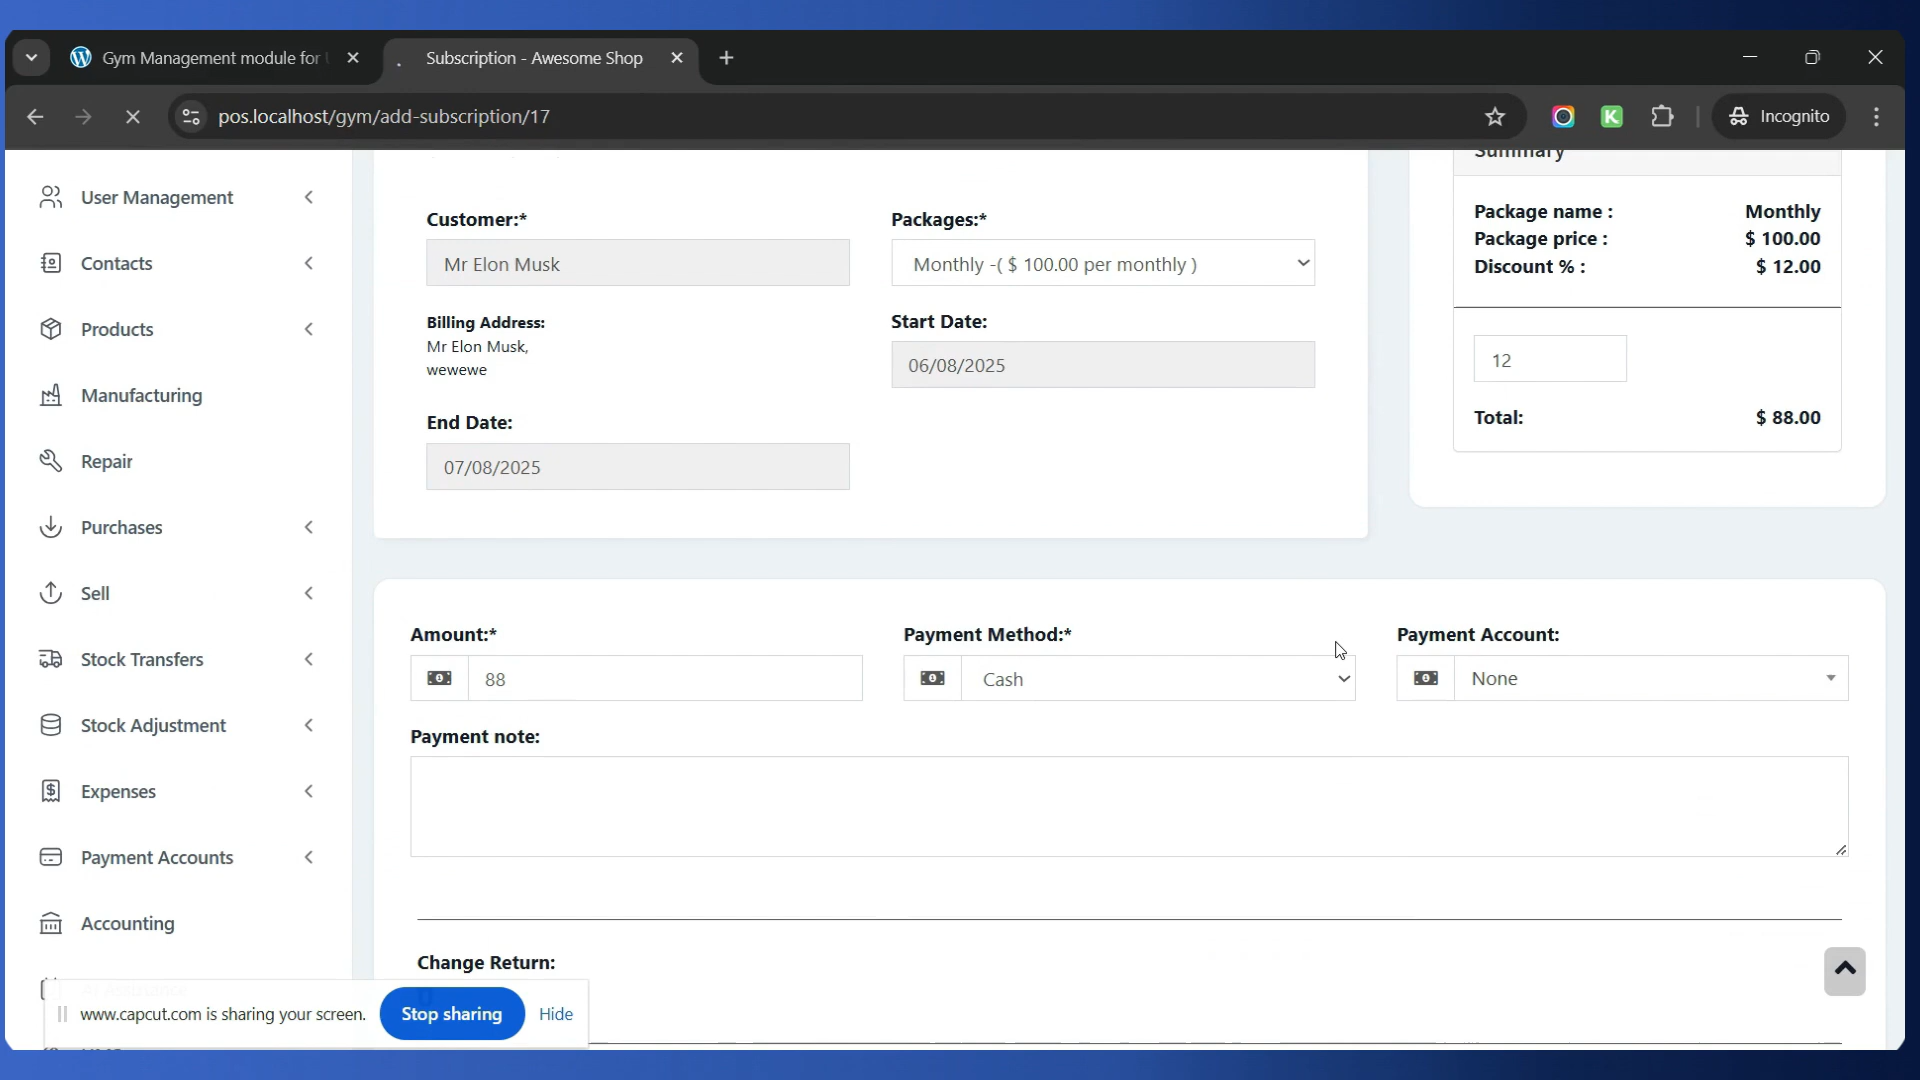 Gym Management module for
Subscription - Awesome Shop
pos.localhost/gym/add-subscription/17
K
Incognito
User Management
Contacts
Products
Manufacturing
Repair
Purchases
Sell
Stock Transfers
Stock Adjustment
Expenses
Payment Accounts
Accounting
Customer:*
Mr Elon Musk
Packages:*
Monthly -( $ 100.00 per monthly )
Billing Address:
Mr Elon Musk,
wewewe
Start Date:
06/08/2025
End Date:
07/08/2025
Summary
Package name : Monthly
Package price : $ 100.00
Discount % : $ 12.00
12
Total: $ 88.00
Amount:*
88
Payment Method:*
Cash
Payment Account:
None
Payment note:
Change Return:
www.capcut.com is sharing your screen.
Stop sharing
Hide